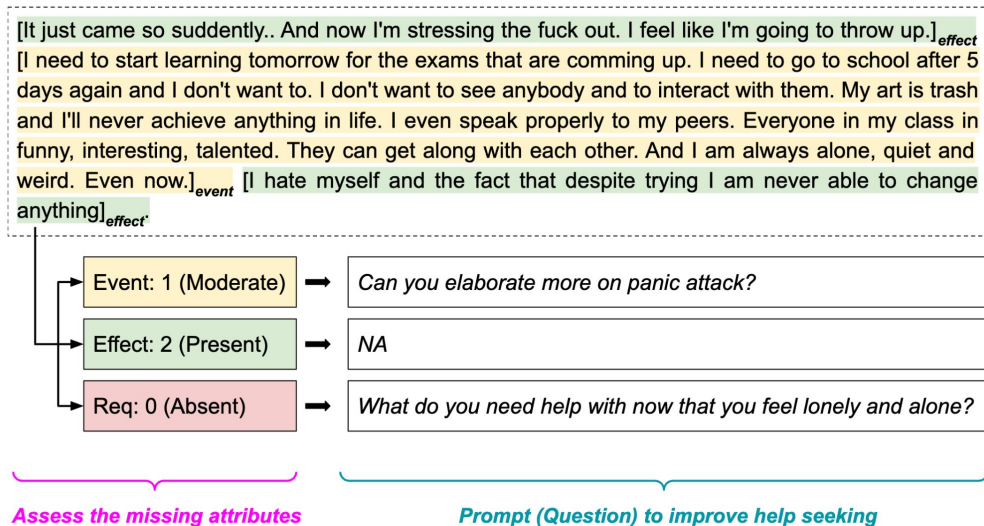 [It just came so suddently.. And now I'm stressing the fuck out. I feel like I'm going to throw up.]effect
[I need to start learning tomorrow for the exams that are comming up. I need to go to school after 5
days again and I don't want to. I don't want to see anybody and to interact with them. My art is trash
and I'll never achieve anything in life. I even speak properly to my peers. Everyone in my class in
funny, interesting, talented. They can get along with each other. And I am always alone, quiet and
weird. Even now.]event [I hate myself and the fact that despite trying I am never able to change
anything]effect.
Event: 1 (Moderate)
Can you elaborate more on panic attack?
Effect: 2 (Present)
NA
Req: 0 (Absent)
What do you need help with now that you feel lonely and alone?
Assess the missing attributes
Prompt (Question) to improve help seeking